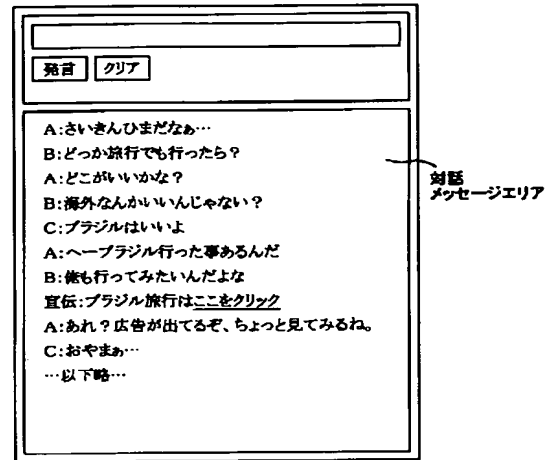 発言 クリア
A:さいきんひまだなぁ…
B:どっか旅行でも行ったら?
A:どこがいいかな?
B:海外なんかいいんじゃない?
C:ブラジルはいいよ
A:へーブラジル行った事あるんだ
B:俺も行ってみたいんだよな
宣伝:ブラジル旅行はここをクリック
A:あれ?広告が出てるぞ、ちょっと見てみるね。
C:おやまぁ…
…以下略…
対話
メッセージエリア